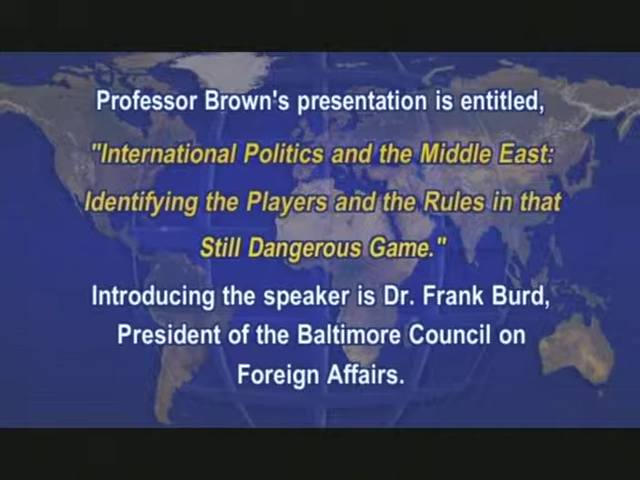 Professor Brown's presentation is entitled,
"International Politics and the Middle East:
Identifying the Players and the Rules in that
Still Dangerous Game."
Introducing the speaker is Dr. Frank Burd,
President of the Baltimore Council on
Foreign Affairs.